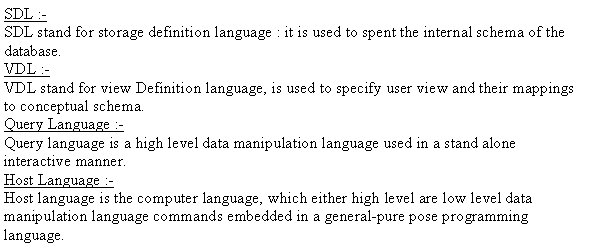 SDL :-
SDL stand for storage definition language : it is used to spent the internal schema of the
database.
VDL :-
VDL stand for view Definition language, is used to specify user view and their mappings
to conceptual schema.
Query Language :-
Query language is a high level data manipulation language used in a stand alone
interactive manner.
Host Language :-
Host language is the computer language, which either high level are low level data
manipulation language commands embedded in a general-pure pose programming
language.